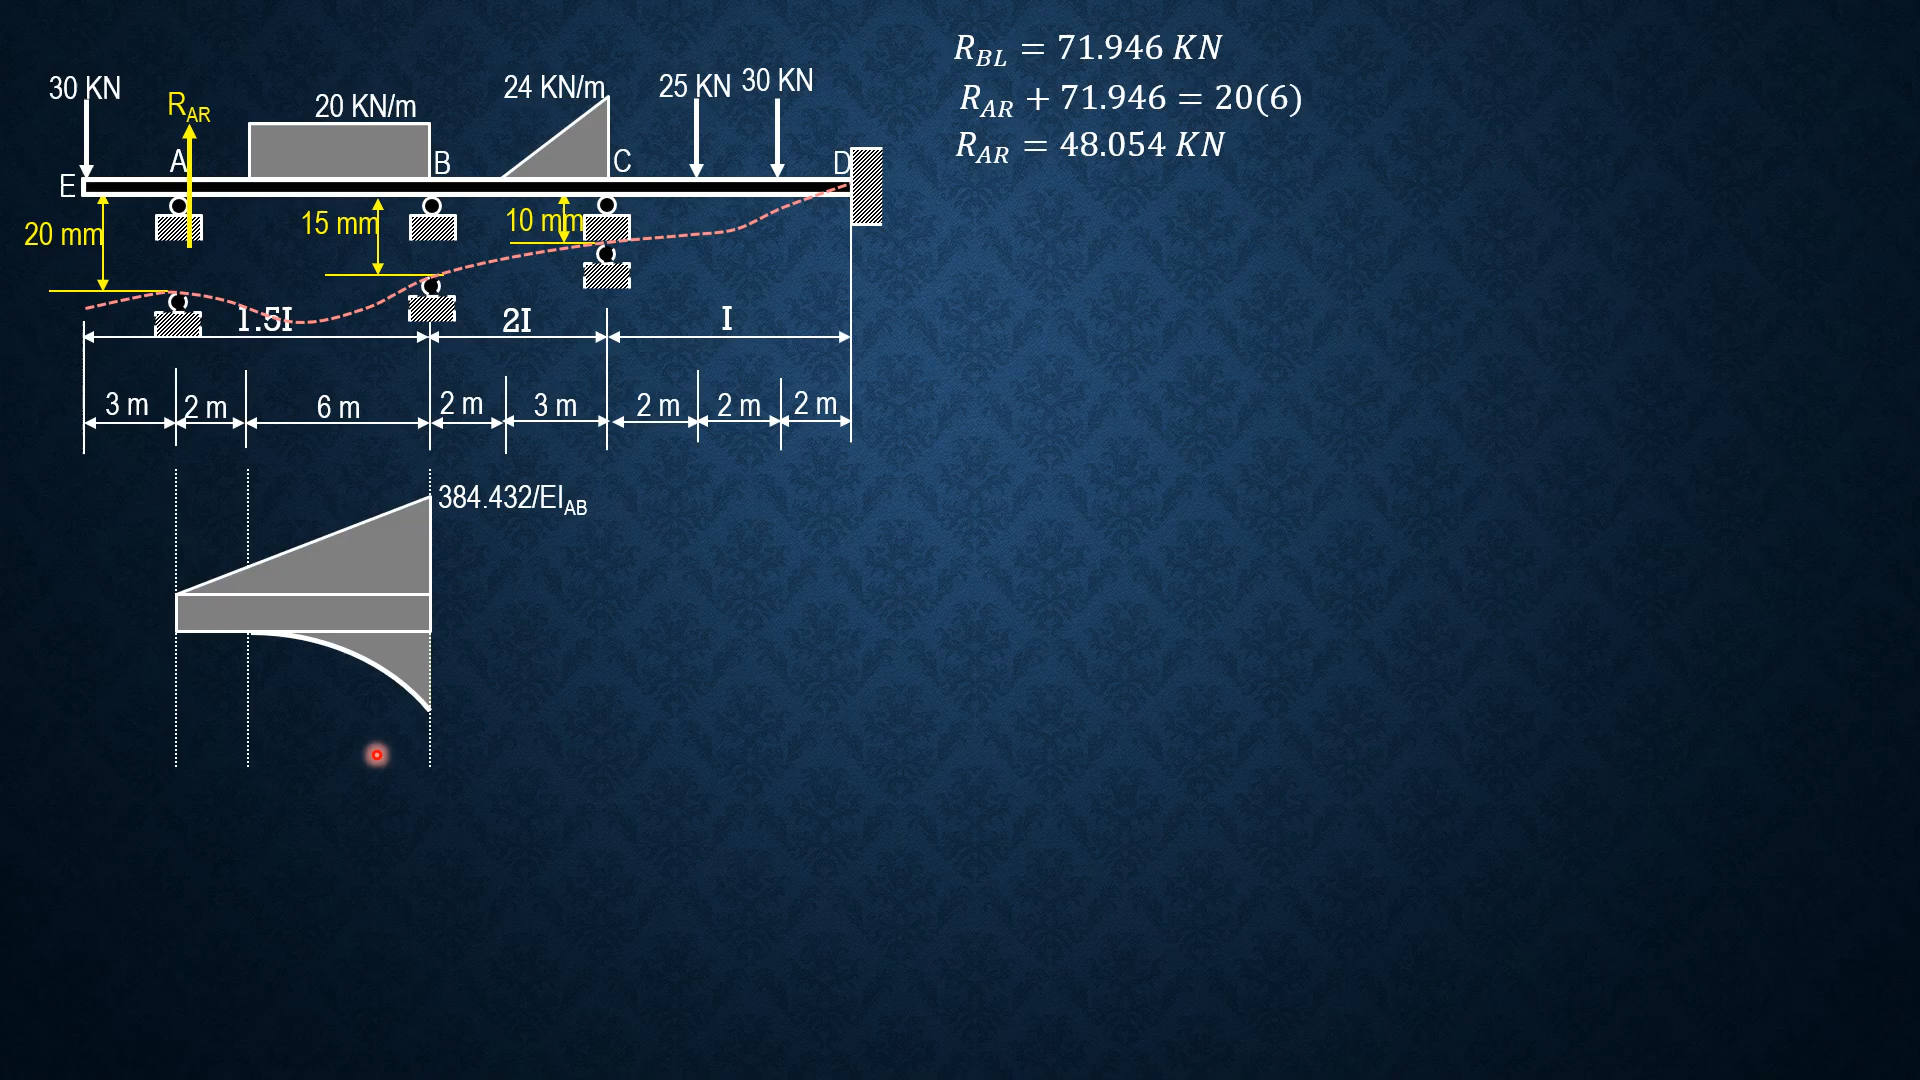 30 KN
R_AR
20 KN/m
24 KN/m
25 KN 30 KN
A
B
C
D
E
20 mm
15 mm
10 mm
1.5I
2I
I
3 m
2 m
6 m
2 m
3 m
2 m
2 m
2 m
384.432/EI_AB
R_BL = 71.946 KN
R_AR + 71.946 = 20(6)
R_AR = 48.054 KN